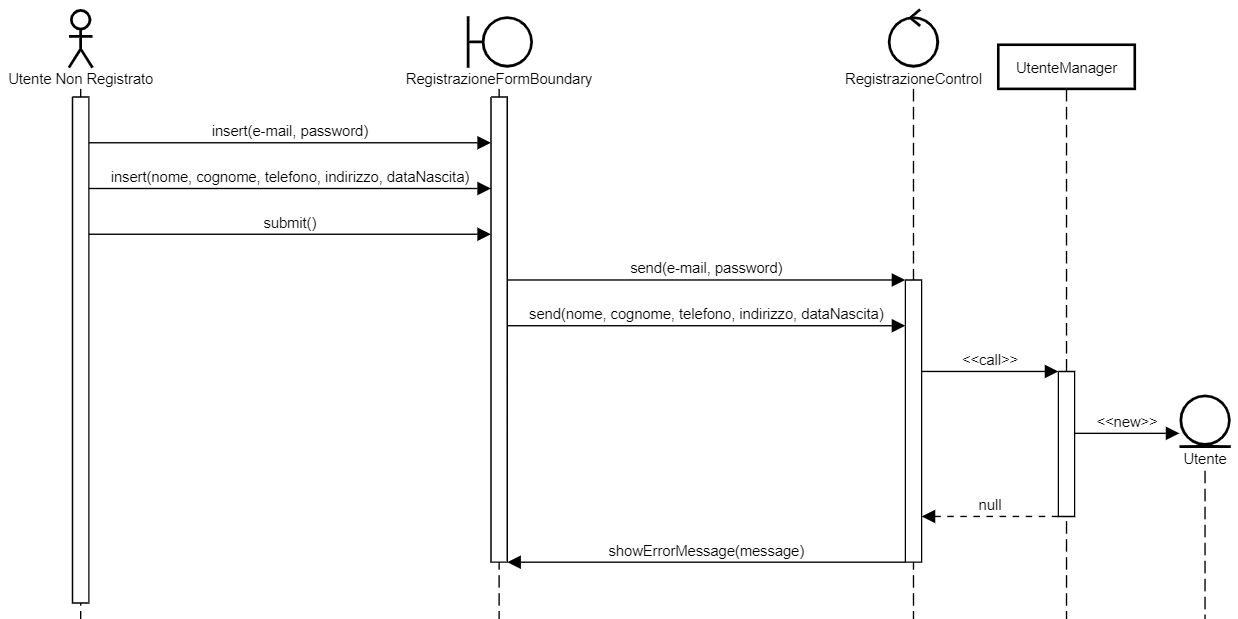 Utente Non Registrato
RegistrazioneFormBoundary
RegistrazioneControl
UtenteManager
insert(e-mail, password)
insert(nome, cognome, telefono, indirizzo, dataNascita)
submit()
send(e-mail, password)
send(nome, cognome, telefono, indirizzo, dataNascita)
<<call>>
<<new>>
Utente
null
showErrorMessage(message)